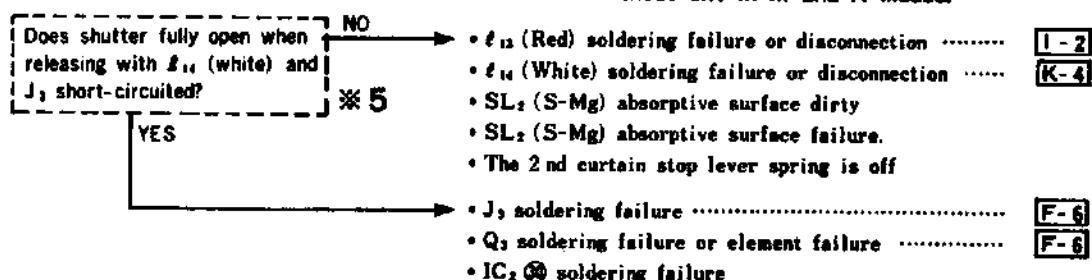 NO
Does shutter fully open when
releasing with ℓ₁₄ (white) and
J₃ short-circuited?
※5
YES
• ℓ₁₃ (Red) soldering failure or disconnection ········· I-2
• ℓ₁₄ (White) soldering failure or disconnection ······ K-4
• SL₂ (S-Mg) absorptive surface dirty
• SL₂ (S-Mg) absorptive surface failure.
• The 2nd curtain stop lever spring is off
• J₃ soldering failure ········· F-6
• Q₃ soldering failure or element failure ········· F-6
• IC₂ ㉚ soldering failure